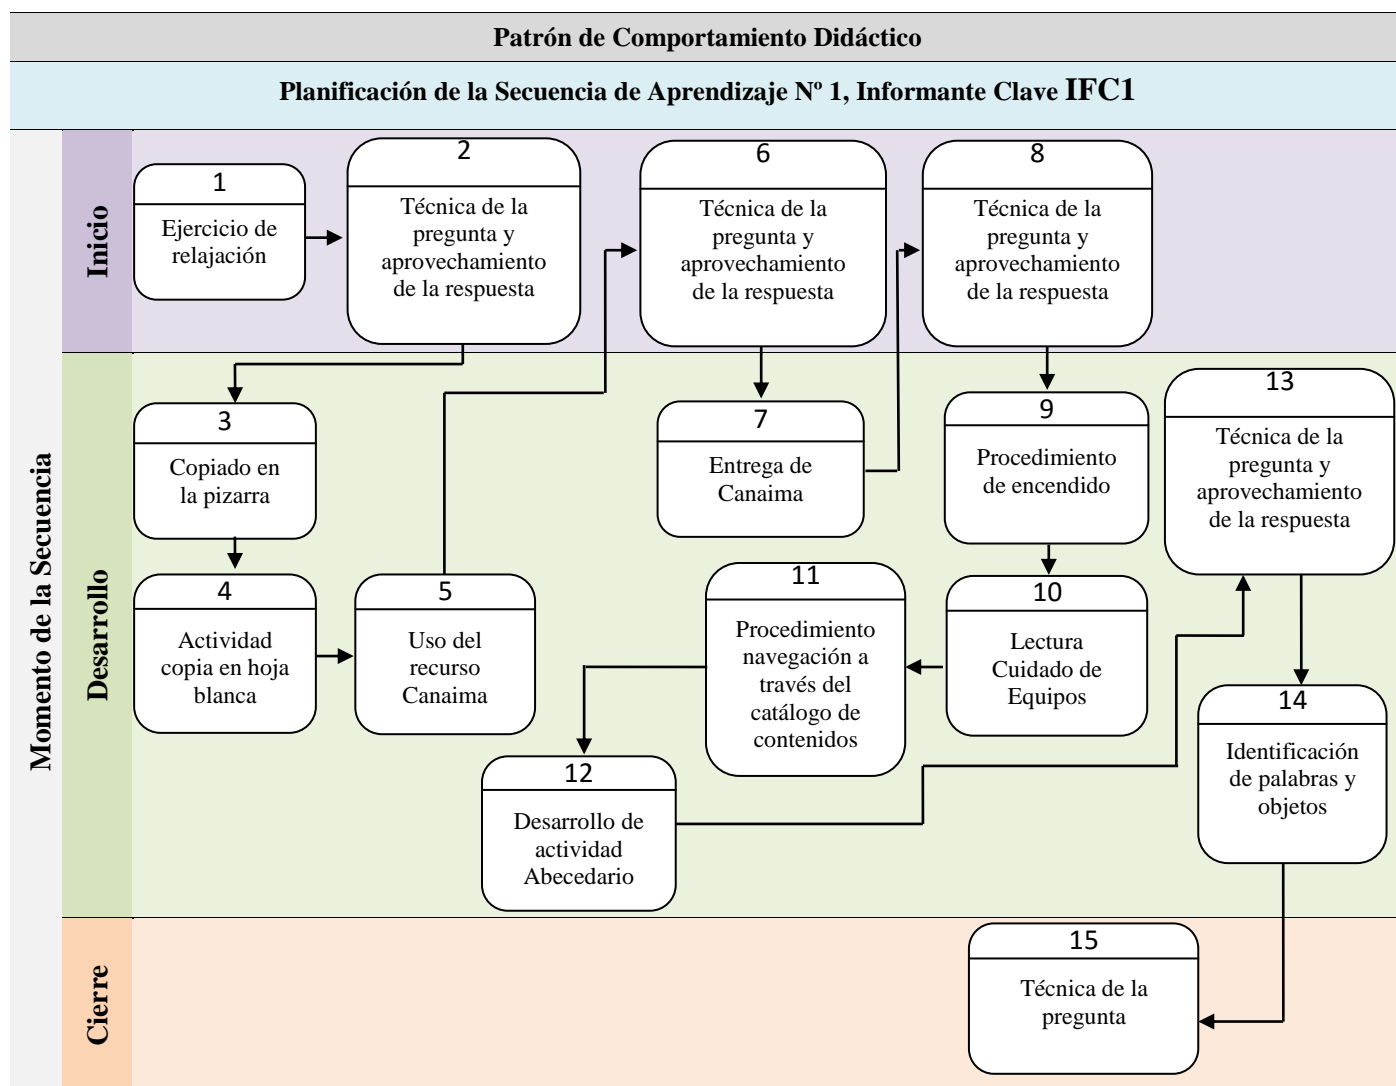 Patrón de Comportamiento Didáctico
Planificación de la Secuencia de Aprendizaje Nº 1, Informante Clave IFC1
Momento de la Secuencia
Inicio
1
Ejercicio de
relajación
2
Técnica de la
pregunta y
aprovechamiento
de la respuesta
6
Técnica de la
pregunta y
aprovechamiento
de la respuesta
8
Técnica de la
pregunta y
aprovechamiento
de la respuesta
Desarrollo
3
Copiado en
la pizarra
4
Actividad
copia en hoja
blanca
5
Uso del
recurso
Canaima
7
Entrega de
Canaima
9
Procedimiento
de encendido
10
Lectura
Cuidado de
Equipos
11
Procedimiento
navegación a
través del
catálogo de
contenidos
12
Desarrollo de
actividad
Abecedario
13
Técnica de la
pregunta y
aprovechamiento
de la respuesta
14
Identificación
de palabras y
objetos
Cierre
15
Técnica de la
pregunta